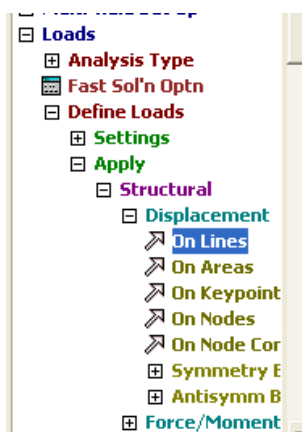 Loads
Analysis Type
Fast Sol'n Optn
Define Loads
Settings
Apply
Structural
Displacement
On Lines
On Areas
On Keypoint
On Nodes
On Node Cor
Symmetry B
Antisymm B
Force/Moment